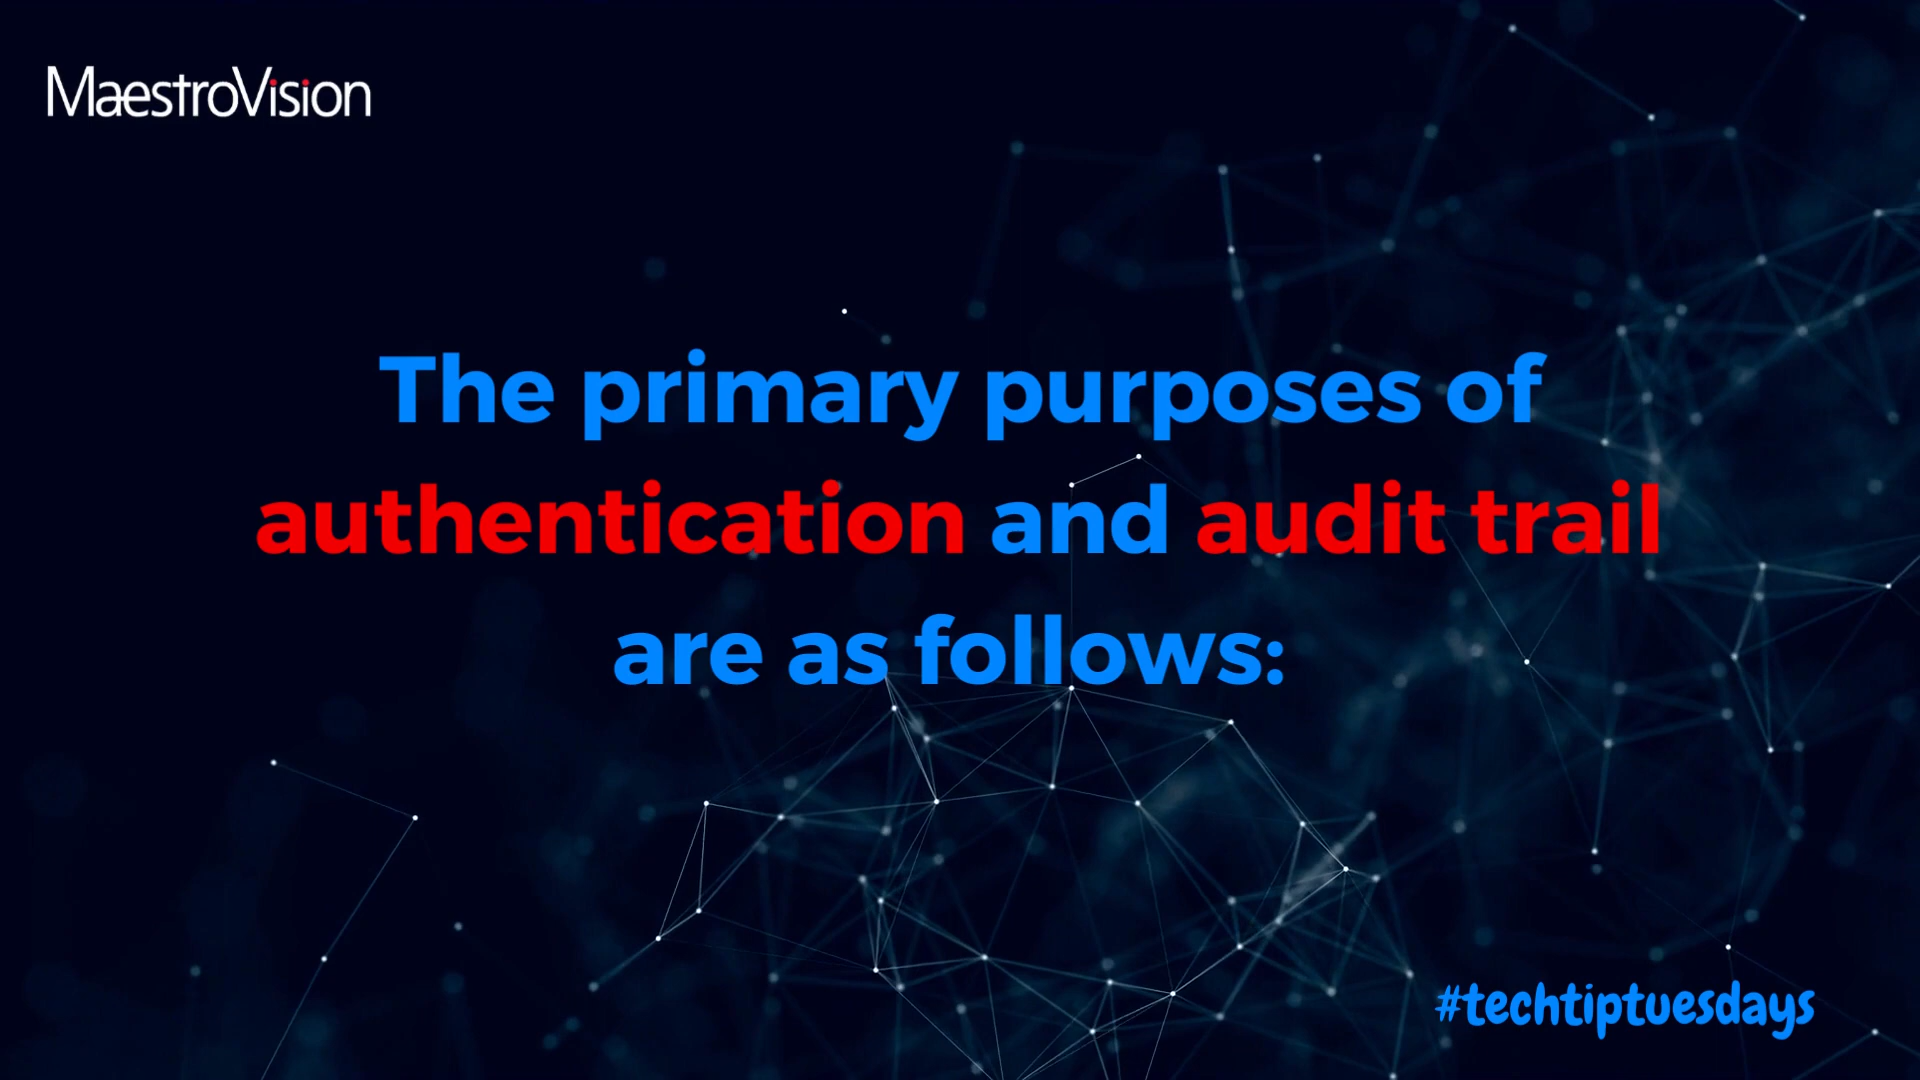 MaestroVision
The primary purposes of
authentication and audit trail
are as follows:
#techtiptuesdays